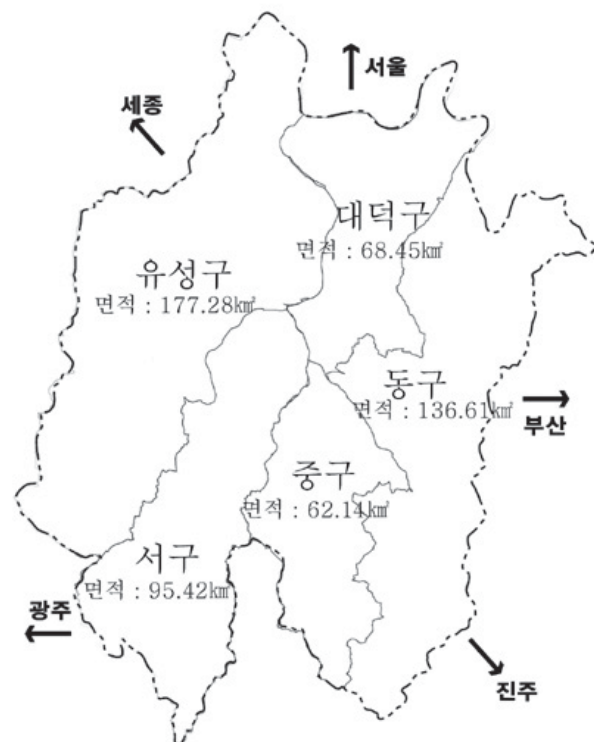 서울
세종
대덕구
면적 : 68.45㎢
유성구
면적 : 177.28㎢
동구
면적 : 136.61㎢
부산
중구
면적 : 62.14㎢
서구
면적 : 95.42㎢
광주
진주